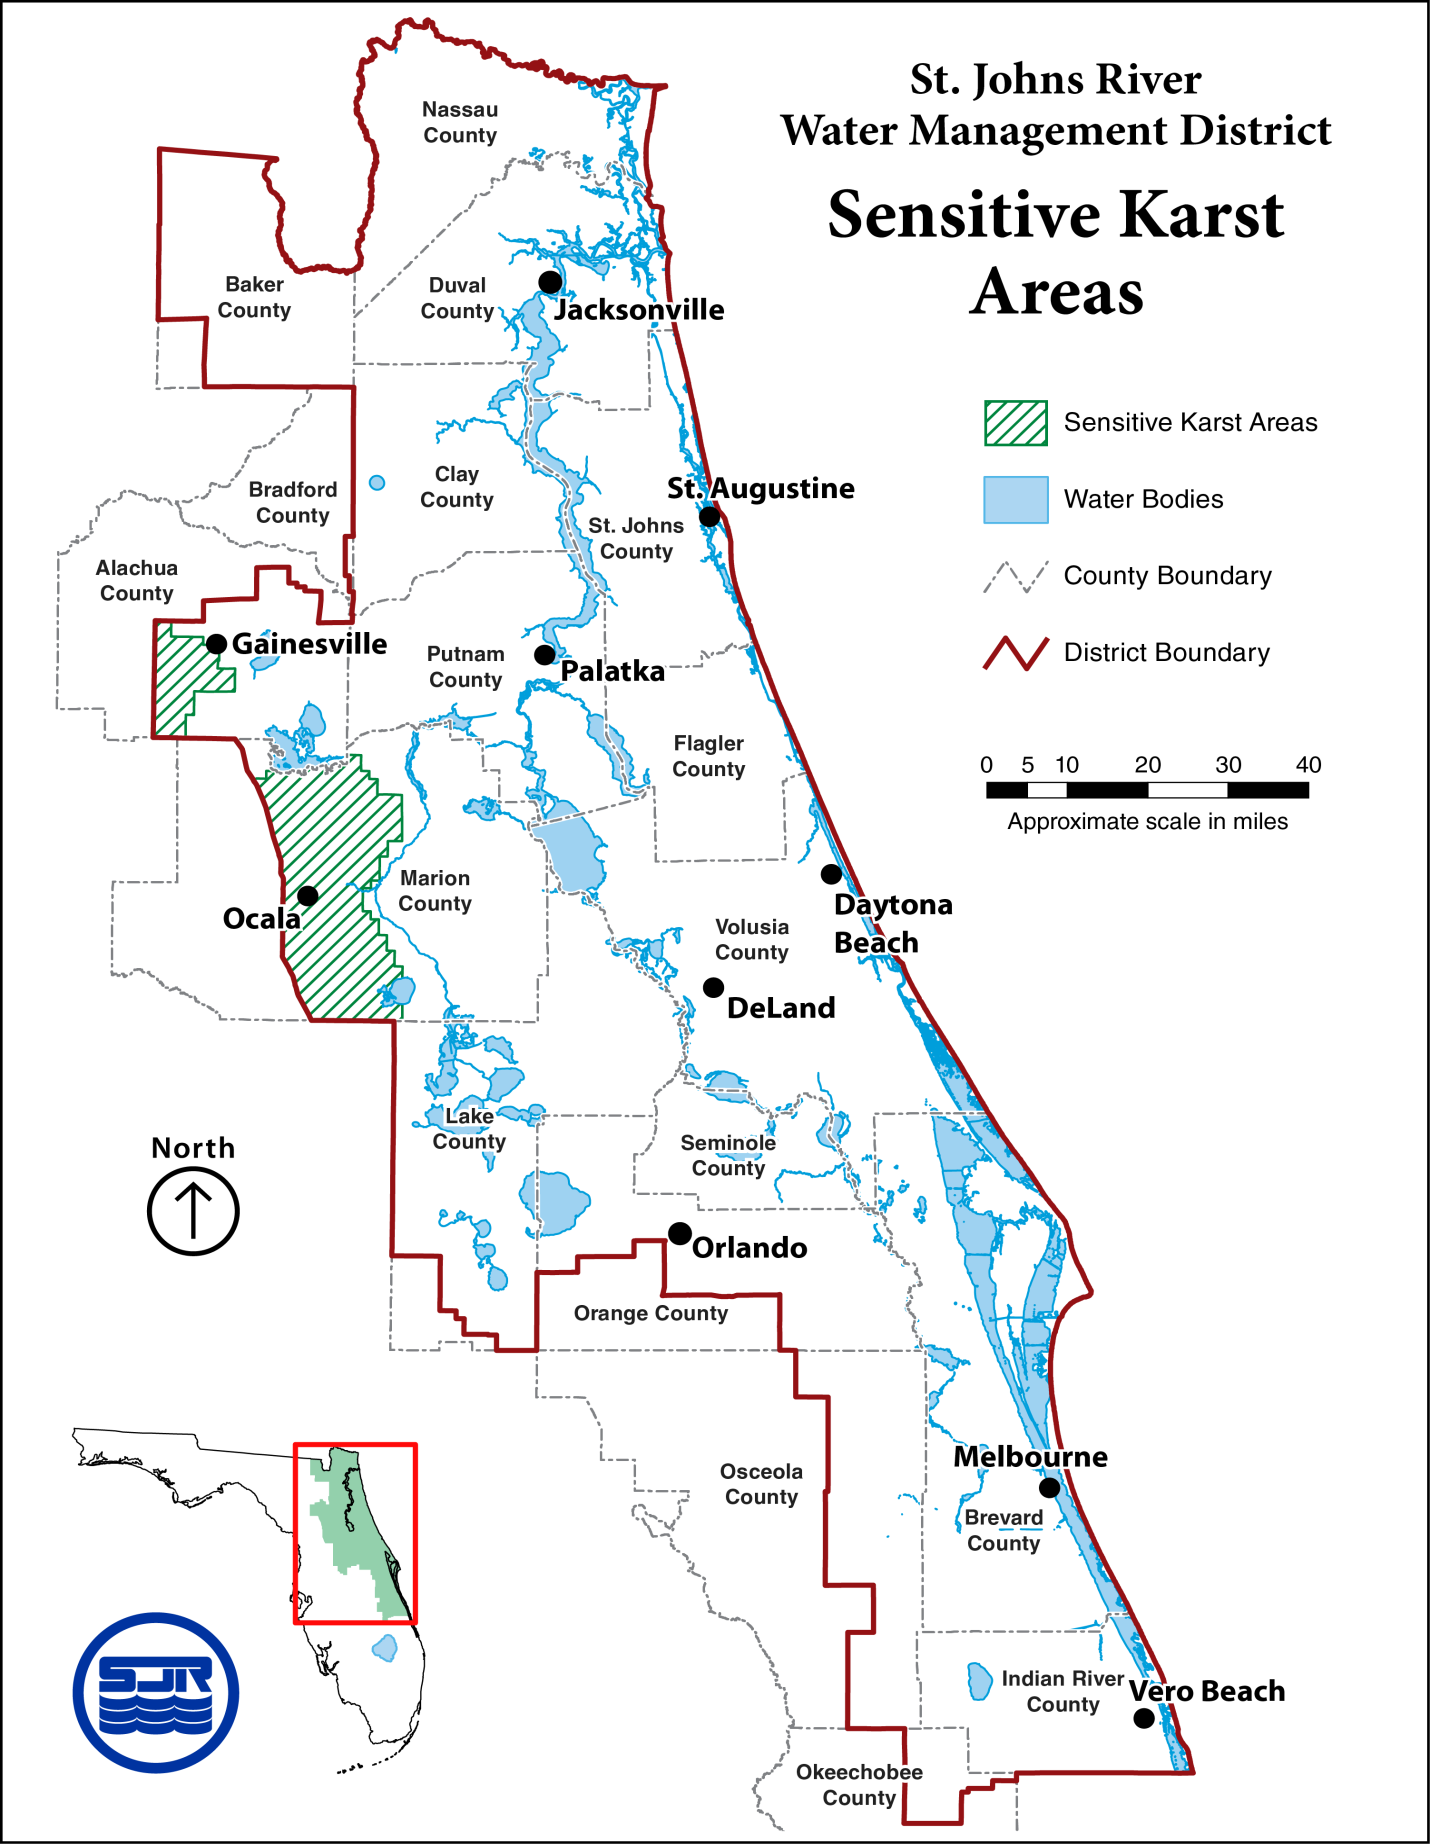 St. Johns River
Water Management District
Sensitive Karst
Areas
Sensitive Karst Areas
Water Bodies
County Boundary
District Boundary
0 5 10 20 30 40
Approximate scale in miles
Nassau
County
Baker
County
Duval
County
Jacksonville
Clay
County
Bradford
County
St. Augustine
St. Johns
County
Alachua
County
Gainesville
Putnam
County
Palatka
Flagler
County
Marion
County
Ocala
Daytona
Beach
Volusia
County
DeLand
Lake
County
Seminole
County
North
Orlando
Orange County
Melbourne
Osceola
County
Brevard
County
Indian River
County
Vero Beach
Okeechobee
County
SJR